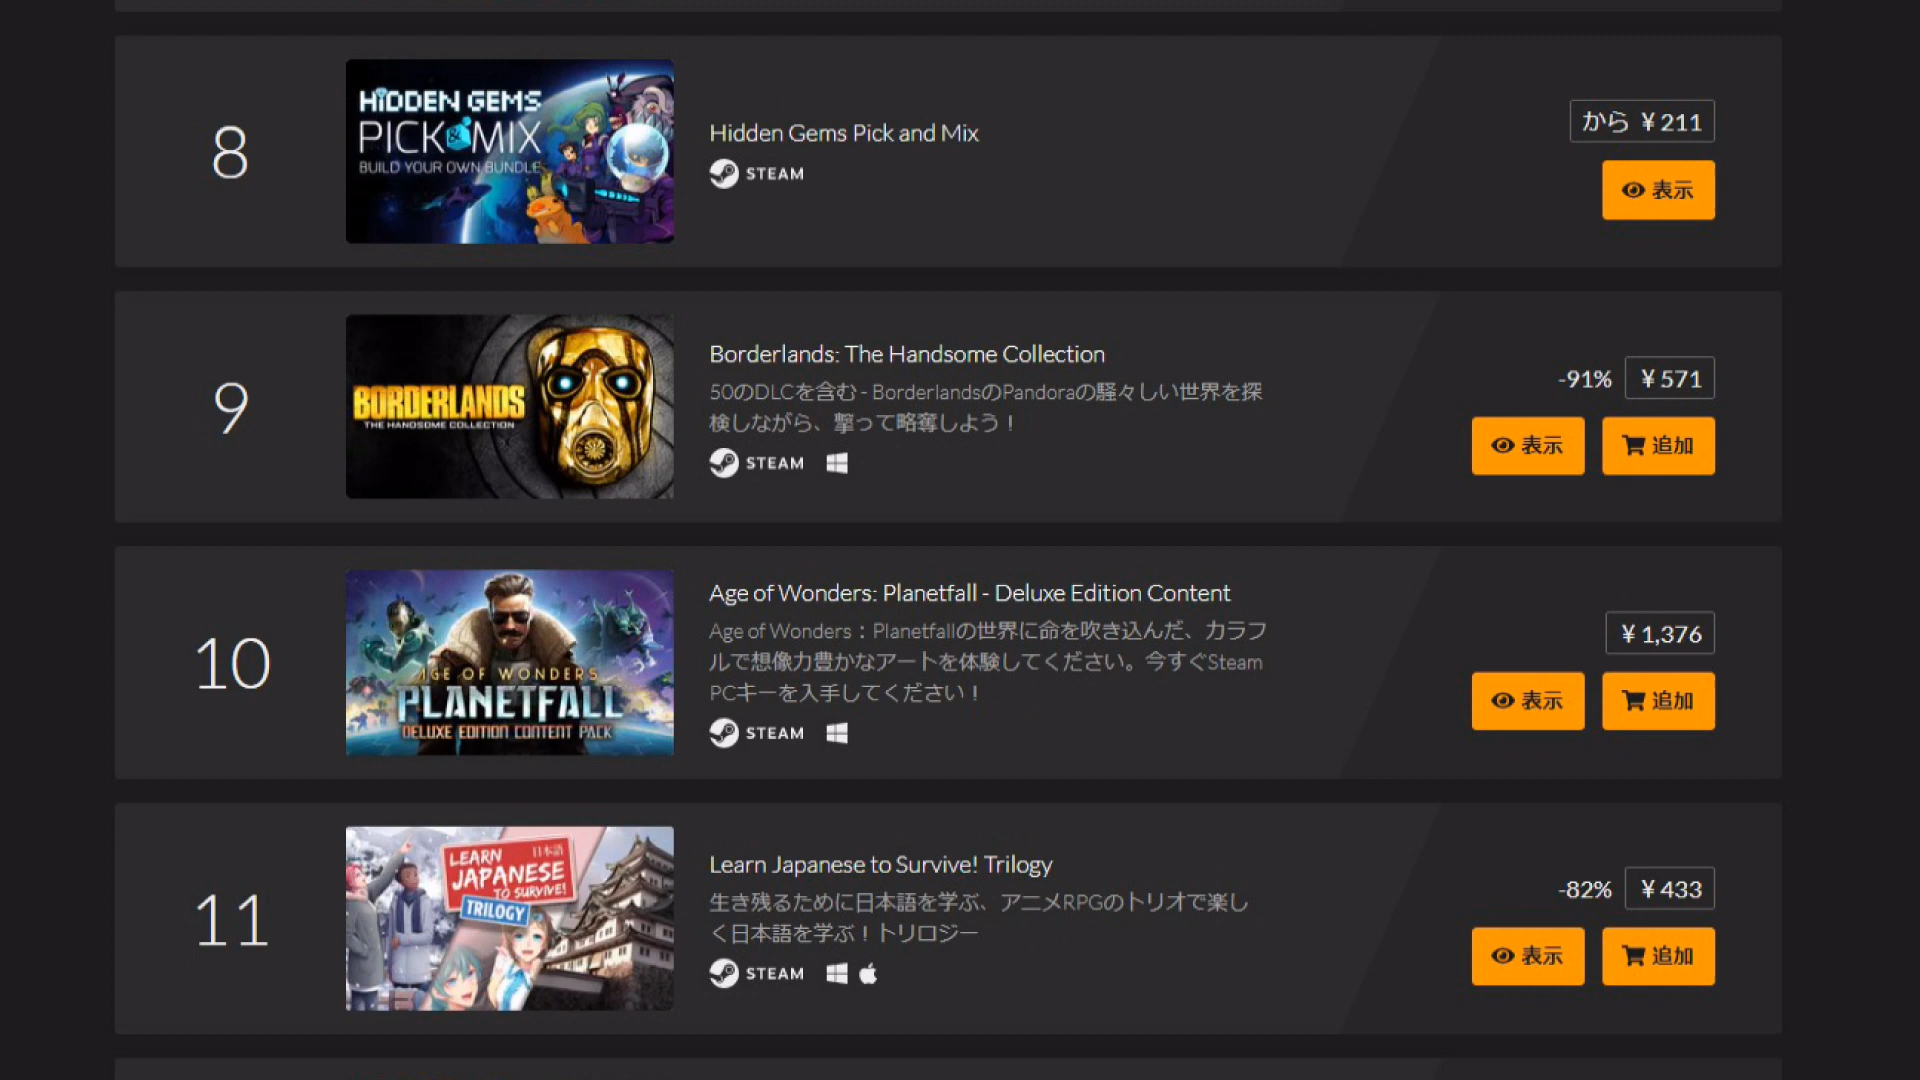 8
HIDDEN GEMS
PICK & MIX
BUILD YOUR OWN BUNDLE
Hidden Gems Pick and Mix
STEAM
から ¥211
表示
9
BORDERLANDS
THE HANDSOME COLLECTION
Borderlands: The Handsome Collection
50のDLCを含む - BorderlandsのPandoraの騒々しい世界を探
検しながら、撃って略奪しよう！
STEAM
-91% ¥571
表示 追加
10
AGE OF WONDERS
PLANETFALL
DELUXE EDITION CONTENT PACK
Age of Wonders: Planetfall - Deluxe Edition Content
Age of Wonders：Planetfallの世界に命を吹き込んだ、カラフ
ルで想像力豊かなアートを体験してください。今すぐSteam
PCキーを入手してください！
STEAM
¥1,376
表示 追加
11
LEARN 日本語
JAPANESE
TO SURVIVE!
TRILOGY
Learn Japanese to Survive! Trilogy
生き残るために日本語を学ぶ、アニメRPGのトリオで楽し
く日本語を学ぶ！トリロジー
STEAM
-82% ¥433
表示 追加